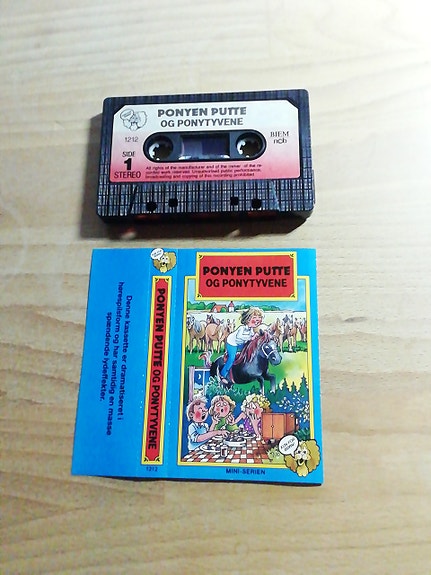 PONYEN PUTTE
OG PONYTYVENE
1212
BIEM
ncb
SIDE
1
STEREO
All rights of the manufacturer and of the owner of the re-
corded work reserved. Unauthorised public performance,
broadcasting and copying of this recording prohibited
Denne kassette er dramatiseret i
hørespilsform og har samtidig en masse
spændende lydeffekter.
PONYEN PUTTE OG PONYTYVENE
1212
PONYEN PUTTE
OG PONYTYVENE
MINI-SERIEN